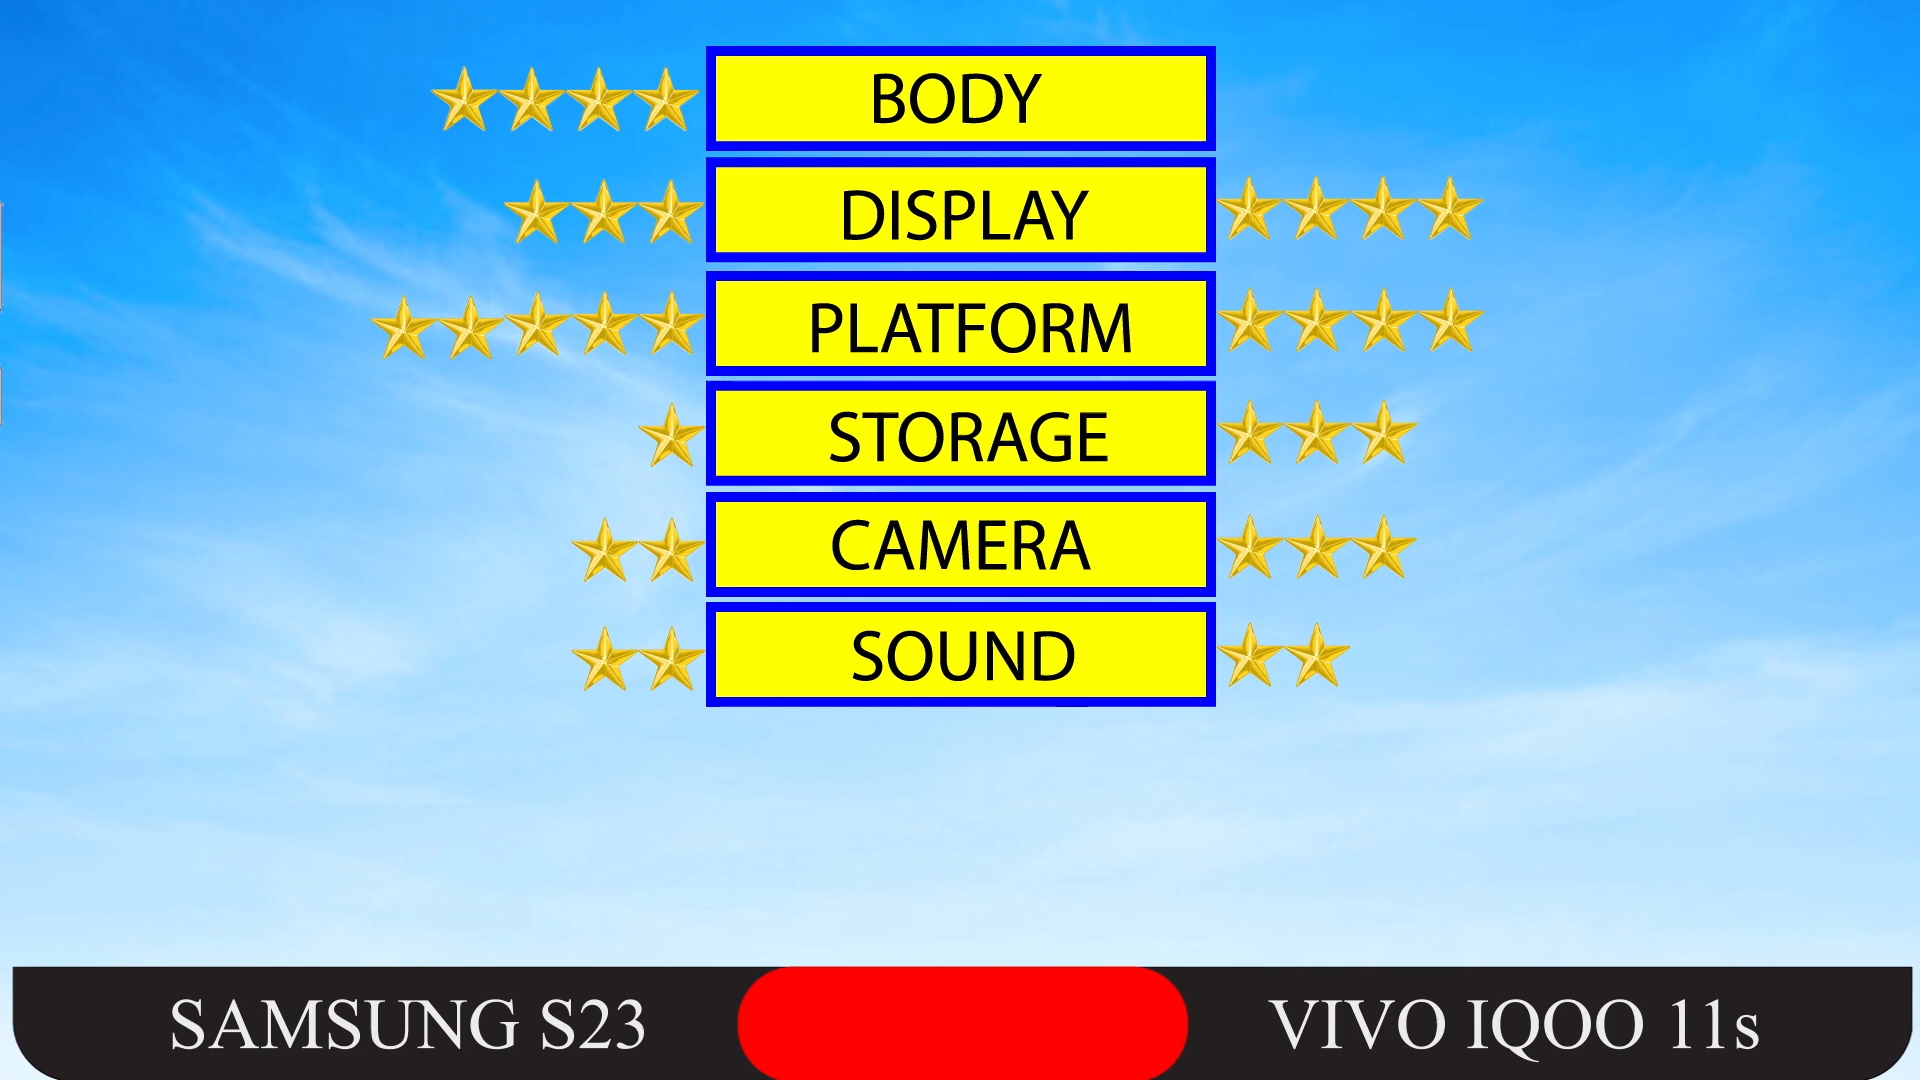 BODY
DISPLAY
PLATFORM
STORAGE
CAMERA
SOUND
SAMSUNG S23
VIVO IQOO 11s